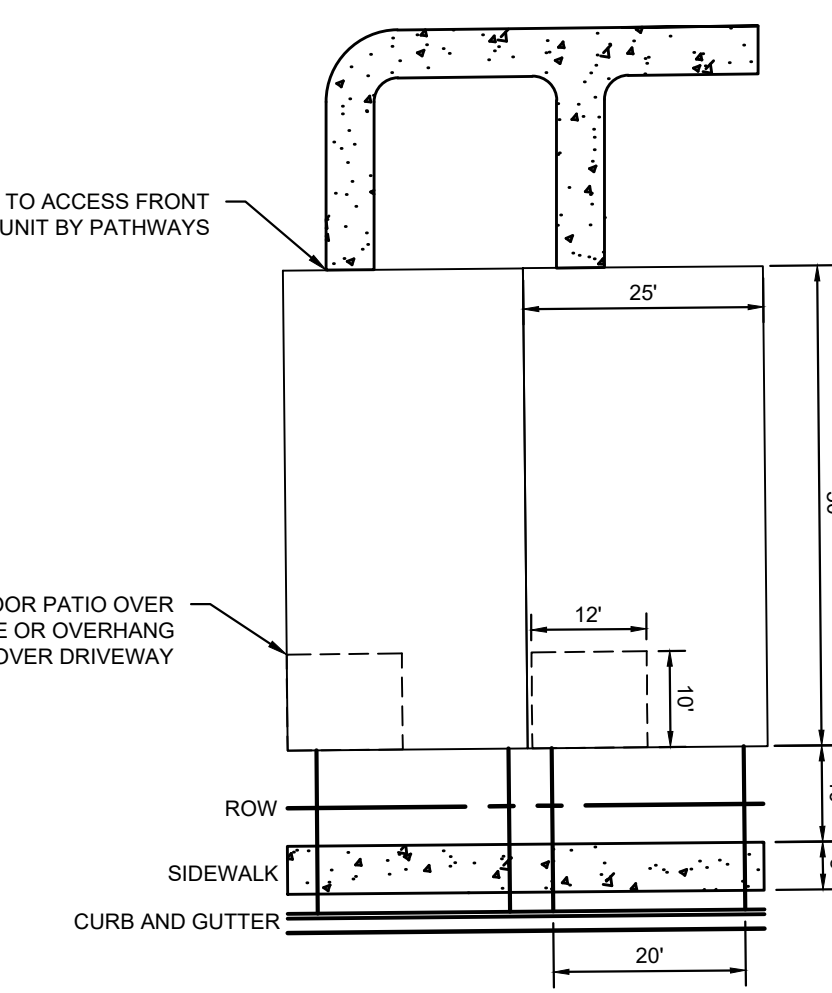 TO ACCESS FRONT
UNIT BY PATHWAYS
25'
12'
OVER
OR OVERHANG
OVER DRIVEWAY
PATIO
10'
ROW
SIDEWALK
CURB AND GUTTER
20'